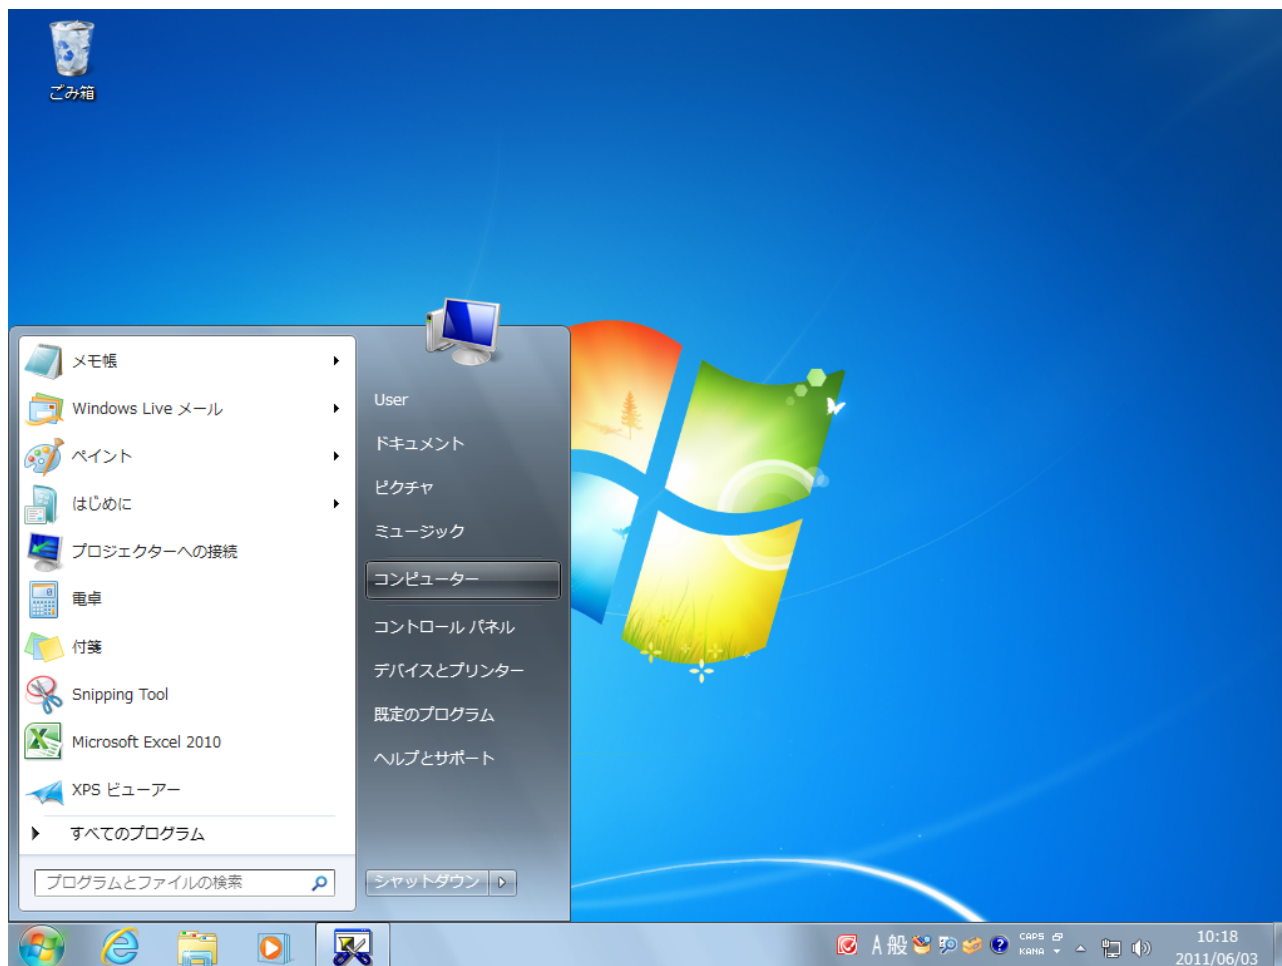 ごみ箱
メモ帳
Windows Live メール
ペイント
はじめに
プロジェクターへの接続
電卓
付箋
Snipping Tool
Microsoft Excel 2010
XPS ビューアー
すべてのプログラム
プログラムとファイルの検索
User
ドキュメント
ピクチャ
ミュージック
コンピューター
コントロール パネル
デバイスとプリンター
既定のプログラム
ヘルプとサポート
シャットダウン
A 般
CAPS
KANA
10:18
2011/06/03